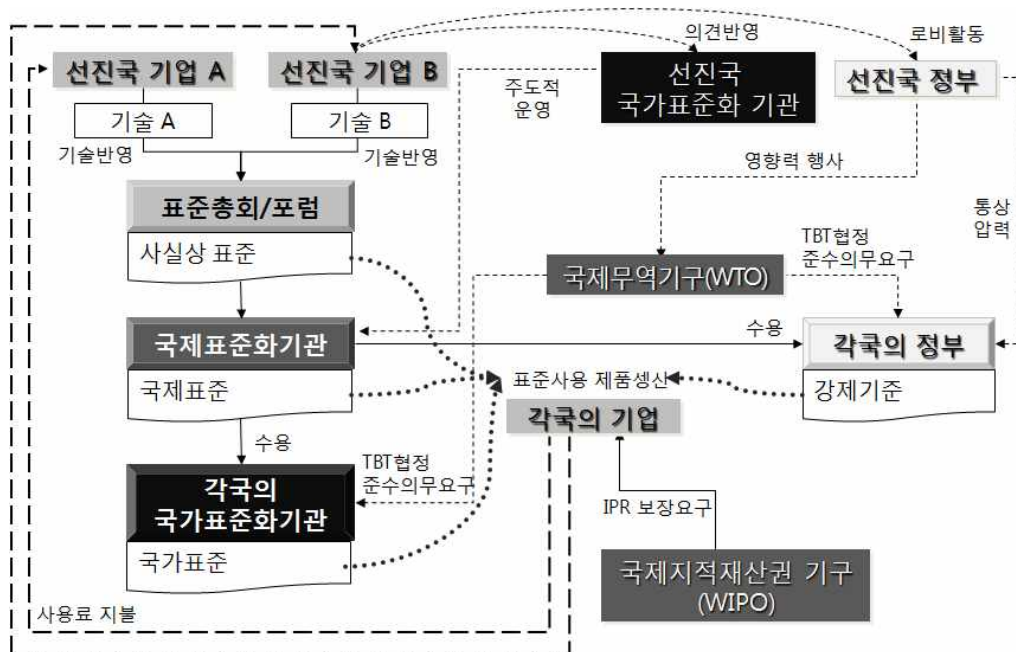 의견반영
로비활동
선진국 기업 A
선진국 기업 B
주도적
운영
선진국
국가표준화 기관
선진국 정부
기술 A
기술 B
기술반영
기술반영
영향력 행사
표준총회/포럼
사실상 표준
통상
압력
TBT협정
준수의무요구
국제무역기구(WTO)
국제표준화기관
수용
각국의 정부
국제표준
표준사용 제품셍산
강제기준
각국의 기업
수용
TBT협정
준수의무요구
각국의
국가표준화기관
IPR 보장요구
국가표준
국제지적재산권 기구
(WIPO)
사용료 지불